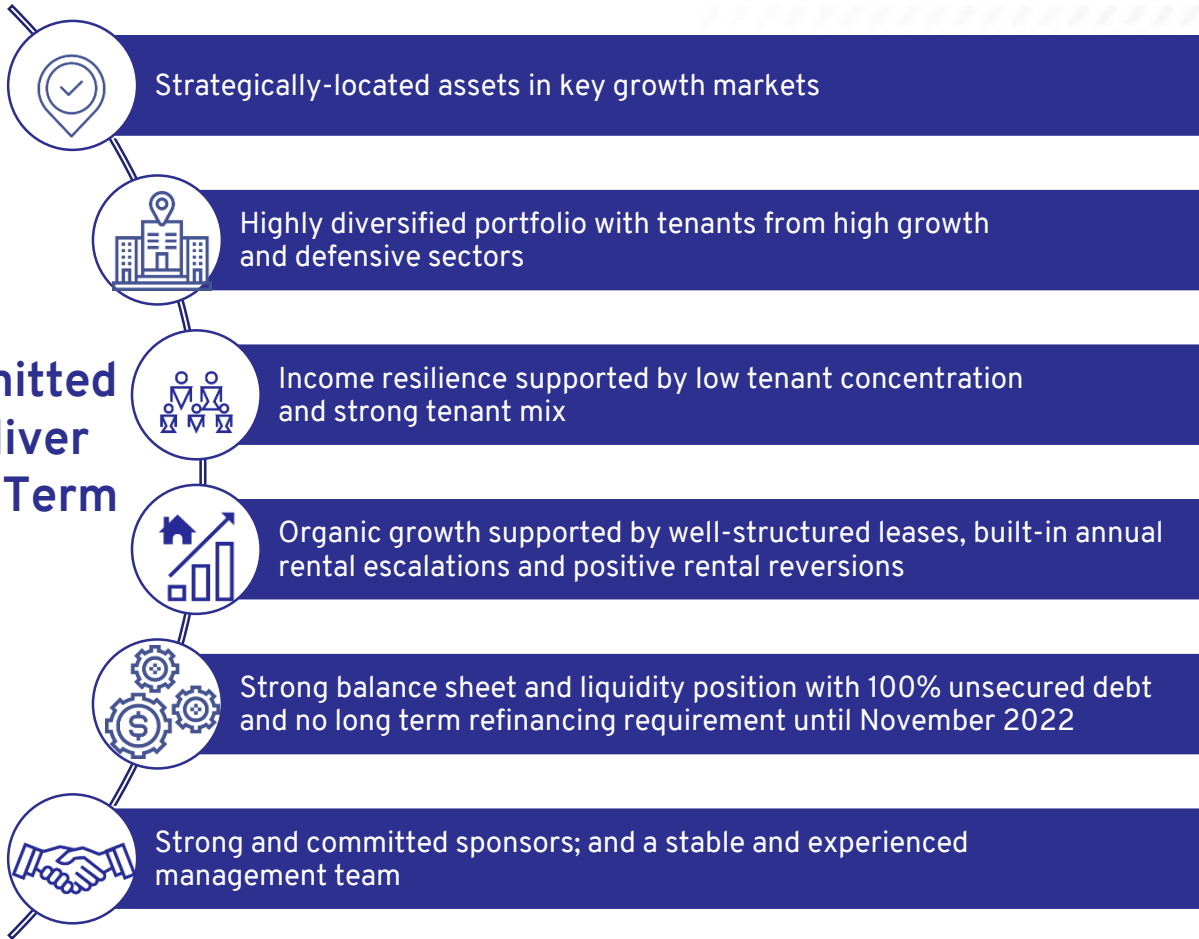 Strategically-located assets in key growth markets
Highly diversified portfolio with tenants from high growth
and defensive sectors
Income resilience supported by low tenant concentration
and strong tenant mix
Term
Organic growth supported by well-structured leases, built-in annual
rental escalations and positive rental reversions
$
Strong balance sheet and liquidity position with 100% unsecured debt
and no long term refinancing requirement until November 2022
Strong and committed sponsors; and a stable and experienced
management team